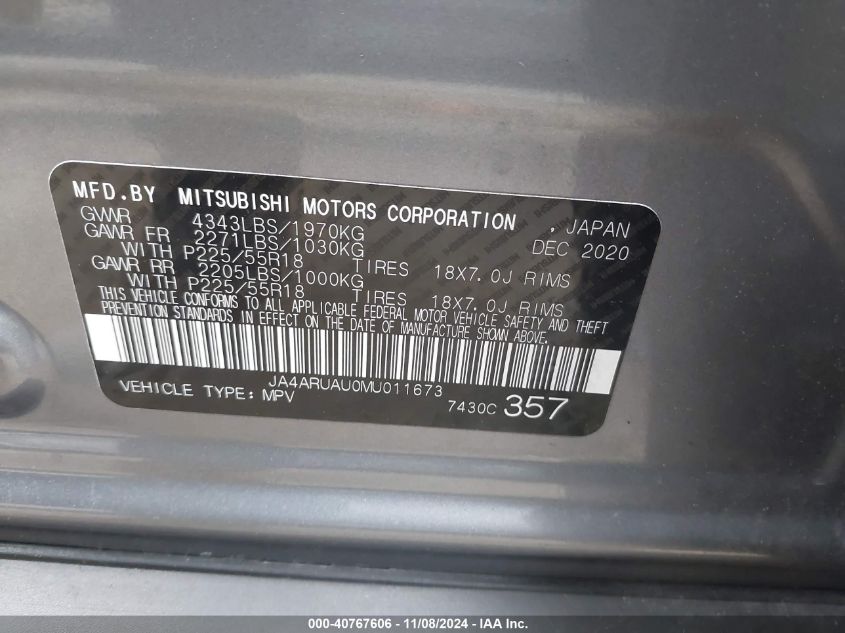 MFD.BY MITSUBISHI MOTORS CORPORATION , JAPAN
GVWR 4343LBS/1970KG DEC 2020
GAWR FR 2271LBS/1030KG
WITH P225/55R18 TIRES 18X7.0J RIMS
GAWR RR 2205LBS/1000KG
WITH P225/55R18 TIRES 18X7.0J RIMS
THIS VEHICLE CONFORMS TO ALL APPLICABLE FEDERAL MOTOR VEHICLE SAFETY AND THEFT
PREVENTION STANDARDS IN EFFECT ON THE DATE OF MANUFACTURE SHOWN ABOVE.
JA4ARUAU0MU011673
VEHICLE TYPE: MPV 7430C 357
000-40767606 - 11/08/2024 - IAA Inc.